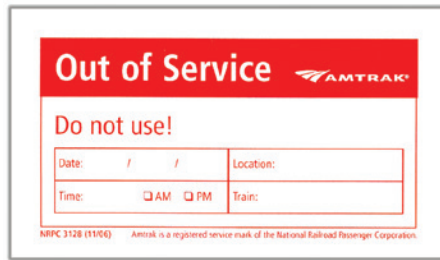 Out of Service AMTRAK®
Do not use!
Date: / / Location:
Time: ❏ AM ❏ PM Train:
NRPC 3128 (11/06) Amtrak is a registered service mark of the National Railroad Passenger Corporation.